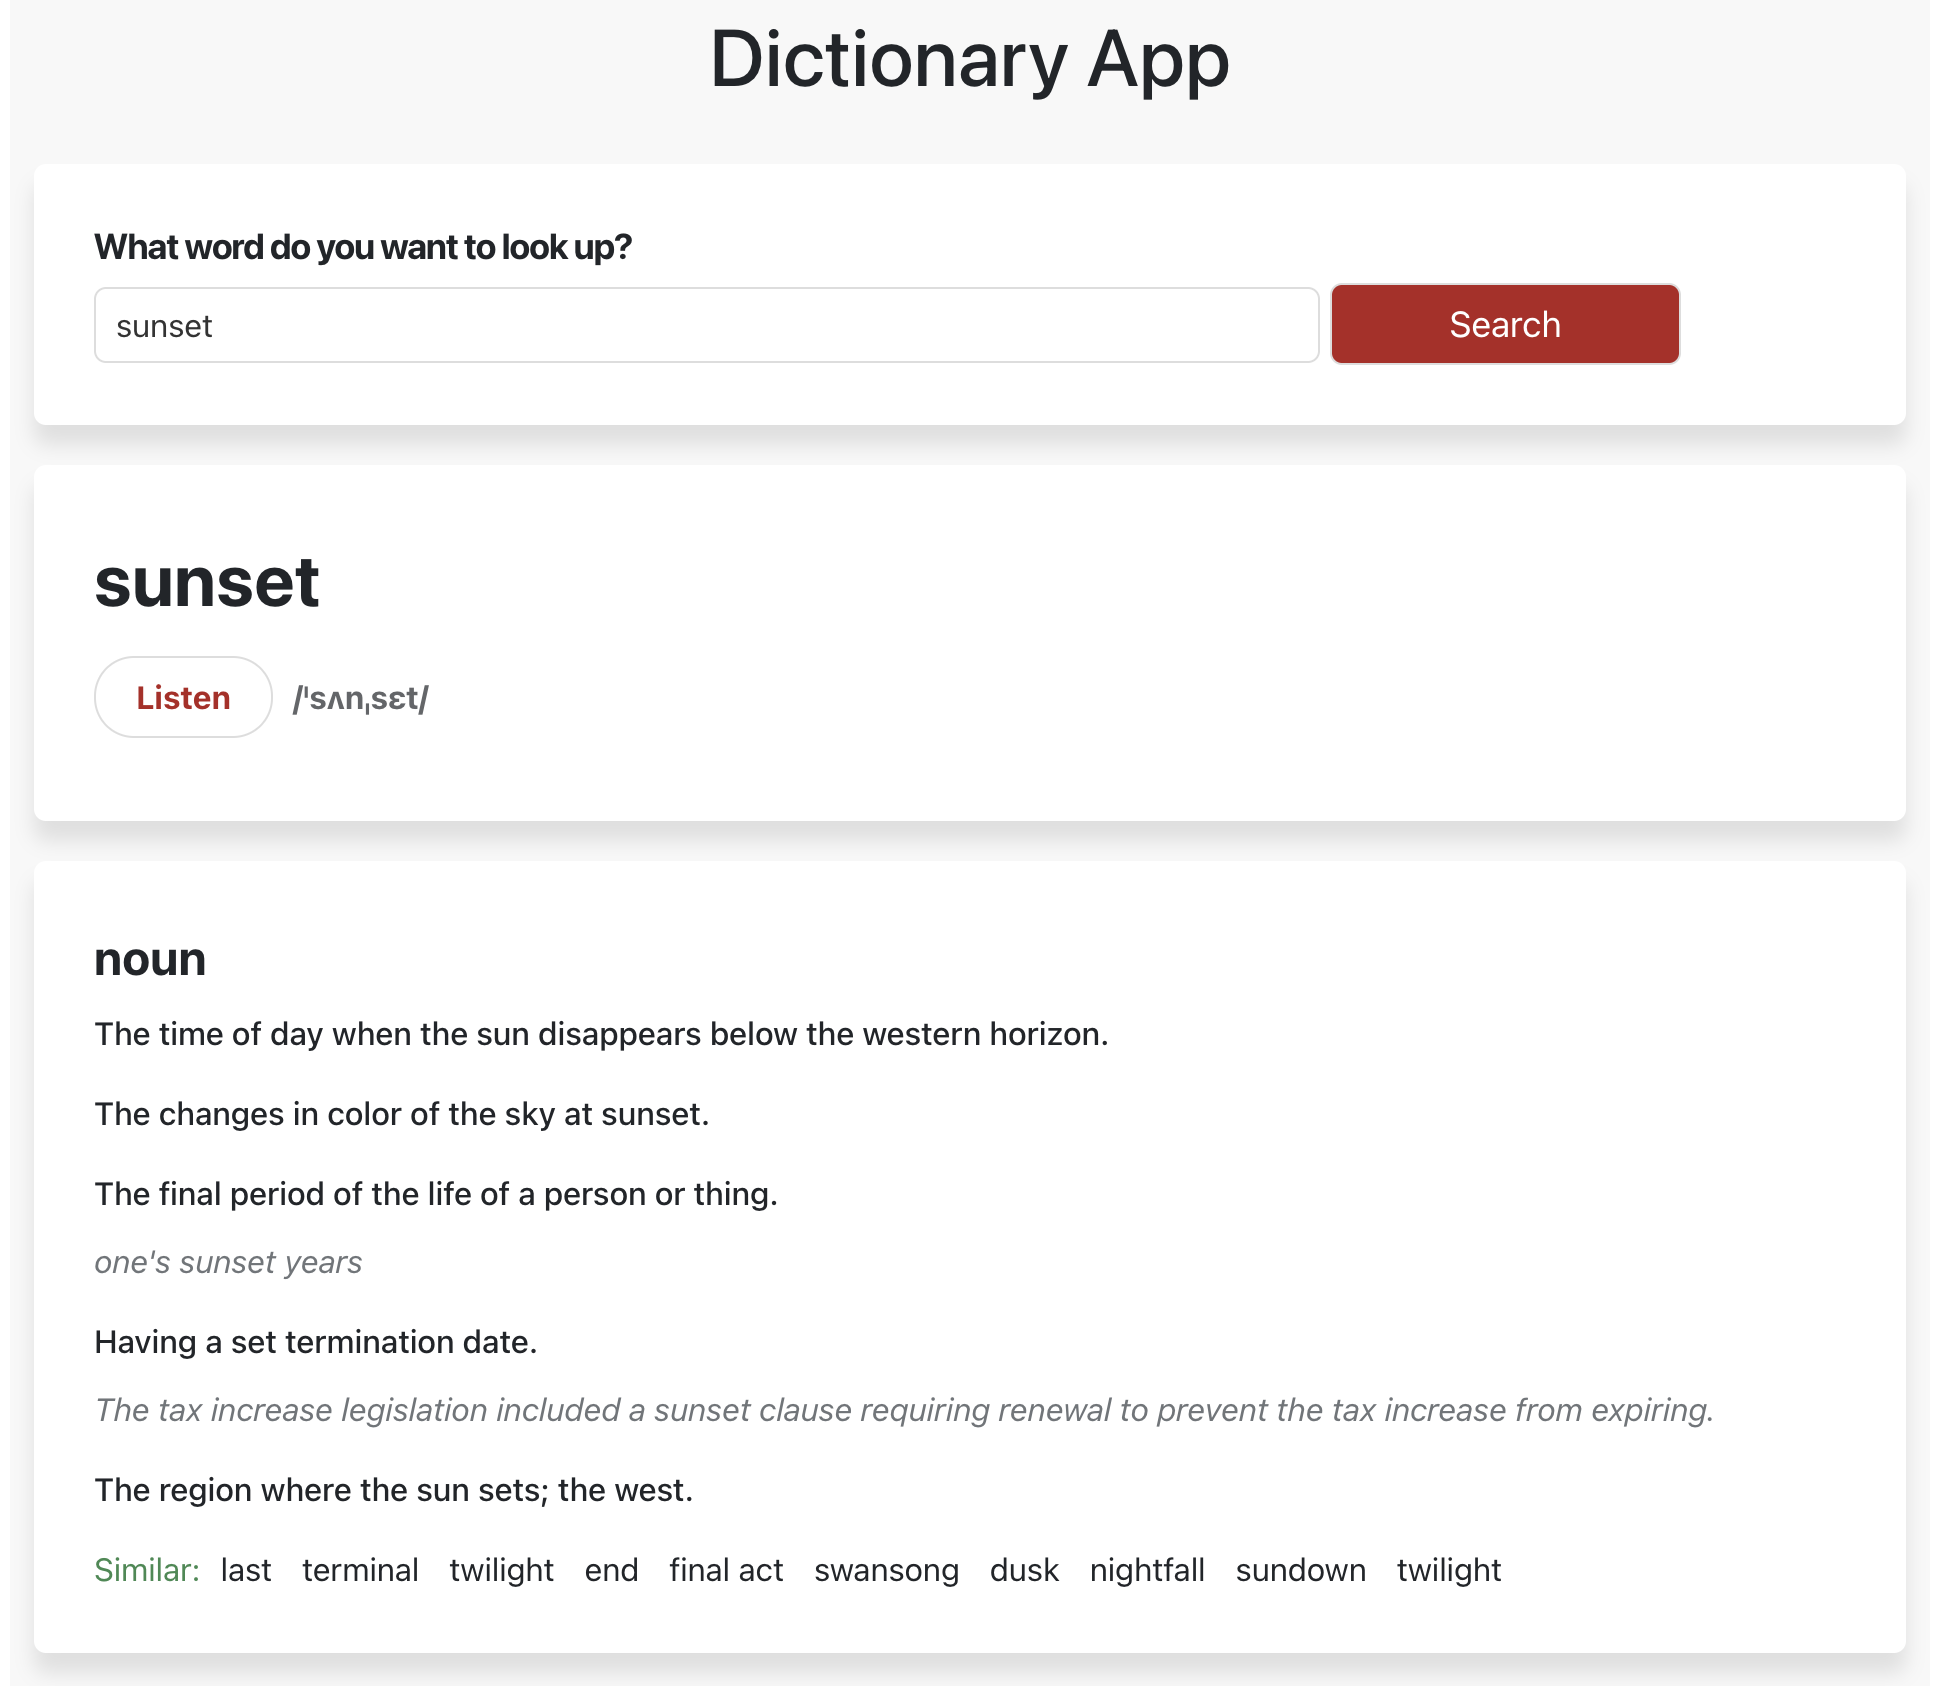 Dictionary App
What word do you want to look up?
sunset
Search
sunset
Listen
/ˈsʌnˌsɛt/
noun
The time of day when the sun disappears below the western horizon.
The changes in color of the sky at sunset.
The final period of the life of a person or thing.
one's sunset years
Having a set termination date.
The tax increase legislation included a sunset clause requiring renewal to prevent the tax increase from expiring.
The region where the sun sets; the west.
Similar: last terminal twilight end final act swansong dusk nightfall sundown twilight